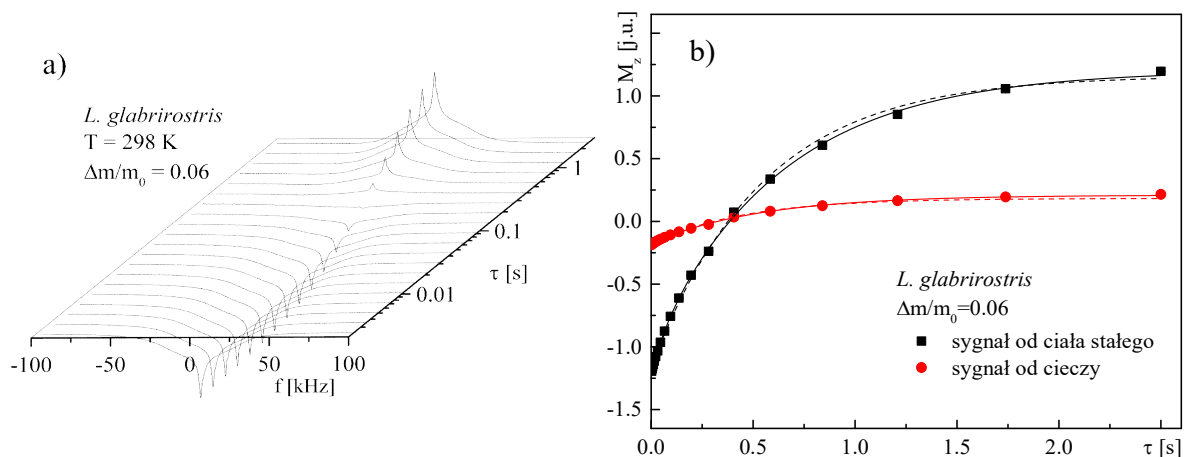 a)
L. glabrirostris
T = 298 K
Δm/m0 = 0.06
1
0.1
τ [s]
0.01
-100 -50 0 50 100
f [kHz]
b)
Mz [j.u.]
1.0
0.5
0.0
-0.5
-1.0
-1.5
L. glabrirostris
Δm/m0=0.06
sygnał od ciała stałego
sygnał od cieczy
0.0 0.5 1.0 1.5 2.0 τ [s]